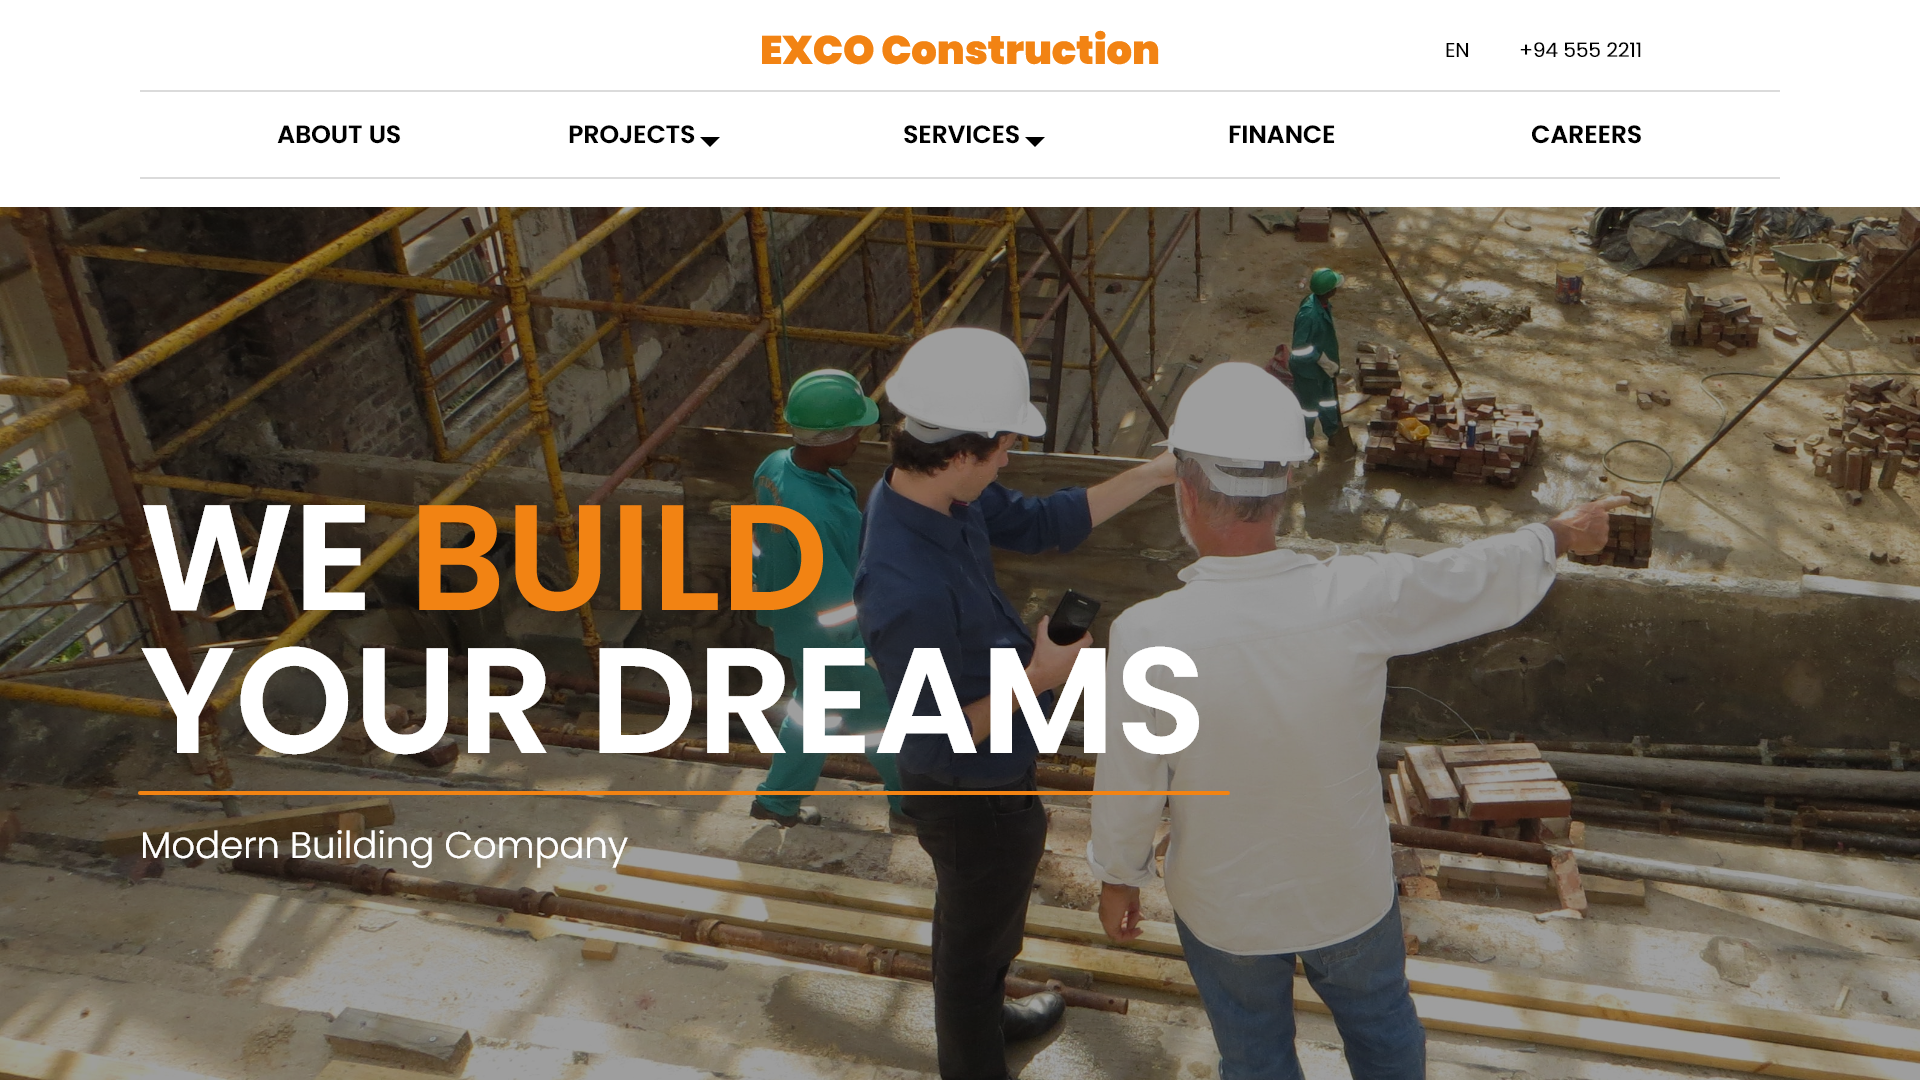 EXCO Construction
EN +94 555 2211
ABOUT US PROJECTS SERVICES FINANCE CAREERS
WE BUILD
YOUR DREAMS
Modern Building Company